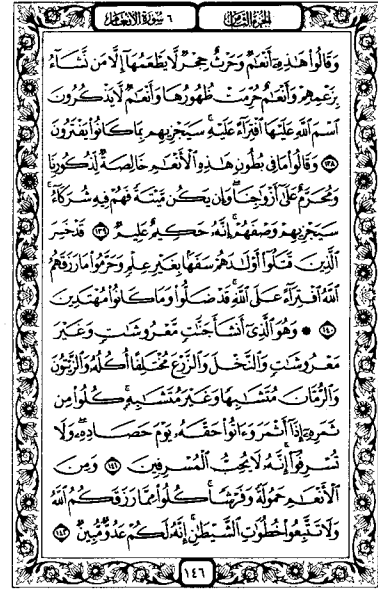 الجزء الثامن
٦ سورة الأنعام
وَقَالُوا۟ هَـٰذِهِۦٓ أَنْعَـٰمٌ وَحَرْثٌ حِجْرٌ لَّا يَطْعَمُهَآ إِلَّا مَن نَّشَآءُ
بِزَعْمِهِمْ وَأَنْعَـٰمٌ حُرِّمَتْ ظُهُورُهَا وَأَنْعَـٰمٌ لَّا يَذْكُرُونَ
ٱسْمَ ٱللَّهِ عَلَيْهَا ٱفْتِرَآءً عَلَيْهِ ۚ سَيَجْزِيهِم بِمَا كَانُوا۟ يَفْتَرُونَ
١٣٨ وَقَالُوا۟ مَا فِى بُطُونِ هَـٰذِهِ ٱلْأَنْعَـٰمِ خَالِصَةٌ لِّذُكُورِنَا
وَمُحَرَّمٌ عَلَىٰٓ أَزْوَٰجِنَا ۖ وَإِن يَكُن مَّيْتَةً فَهُمْ فِيهِ شُرَكَآءُ ۚ
سَيَجْزِيهِمْ وَصْفَهُمْ ۚ إِنَّهُۥ حَكِيمٌ عَلِيمٌ ١٣٩ قَدْ خَسِرَ
ٱلَّذِينَ قَتَلُوٓا۟ أَوْلَـٰدَهُمْ سَفَهًۢا بِغَيْرِ عِلْمٍ وَحَرَّمُوا۟ مَا رَزَقَهُمُ
ٱللَّهُ ٱفْتِرَآءً عَلَى ٱللَّهِ ۚ قَدْ ضَلُّوا۟ وَمَا كَانُوا۟ مُهْتَدِينَ
١٤٠ ۞ وَهُوَ ٱلَّذِىٓ أَنشَأَ جَنَّـٰتٍ مَّعْرُوشَـٰتٍ وَغَيْرَ
مَعْرُوشَـٰتٍ وَٱلنَّخْلَ وَٱلزَّرْعَ مُخْتَلِفًا أُكُلُهُۥ وَٱلزَّيْتُونَ
وَٱلرُّمَّانَ مُتَشَـٰبِهًا وَغَيْرَ مُتَشَـٰبِهٍ ۚ كُلُوا۟ مِن
ثَمَرِهِۦٓ إِذَآ أَثْمَرَ وَءَاتُوا۟ حَقَّهُۥ يَوْمَ حَصَادِهِۦ ۖ وَلَا
تُسْرِفُوٓا۟ ۚ إِنَّهُۥ لَا يُحِبُّ ٱلْمُسْرِفِينَ ١٤١ وَمِنَ
ٱلْأَنْعَـٰمِ حَمُولَةً وَفَرْشًا ۚ كُلُوا۟ مِمَّا رَزَقَكُمُ ٱللَّهُ
وَلَا تَتَّبِعُوا۟ خُطُوَٰتِ ٱلشَّيْطَـٰنِ ۚ إِنَّهُۥ لَكُمْ عَدُوٌّ مُّبِينٌ ١٤٢
١٤٦